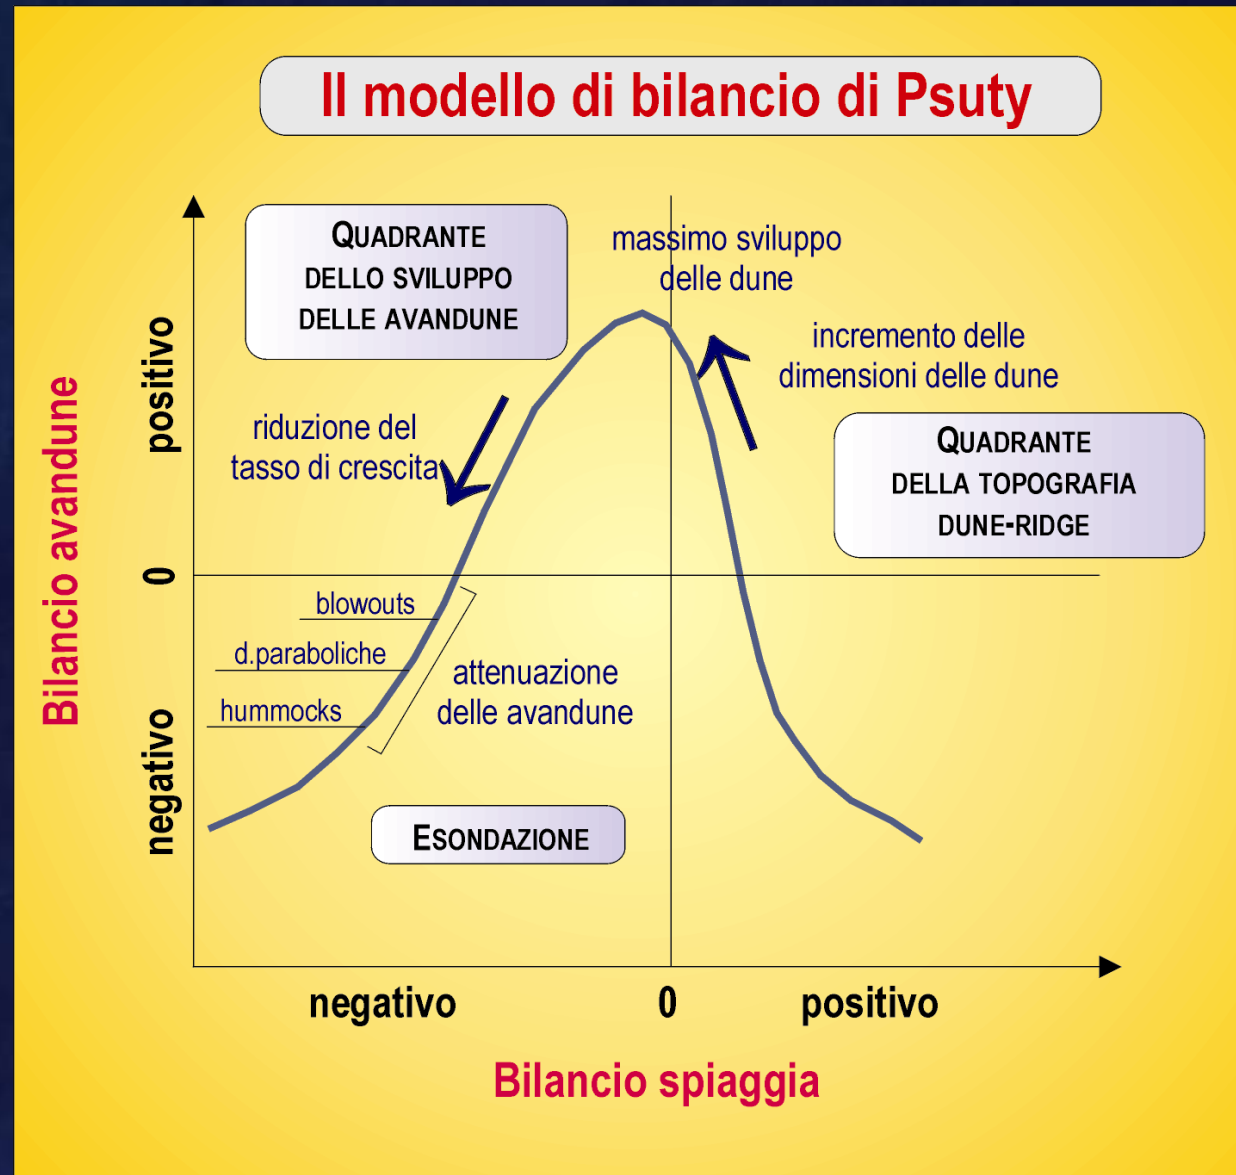 Il modello di bilancio di Psuty
QUADRANTE
DELLO SVILUPPO
DELLE AVANDUNE
massimo sviluppo
delle dune
incremento delle
dimensioni delle dune
riduzione del
tasso di crescita
QUADRANTE
DELLA TOPOGRAFIA
DUNE-RIDGE
Bilancio avandune
positivo
0
negativo
blowouts
d.paraboliche
hummocks
attenuazione
delle avandune
ESONDAZIONE
negativo
0
positivo
Bilancio spiaggia